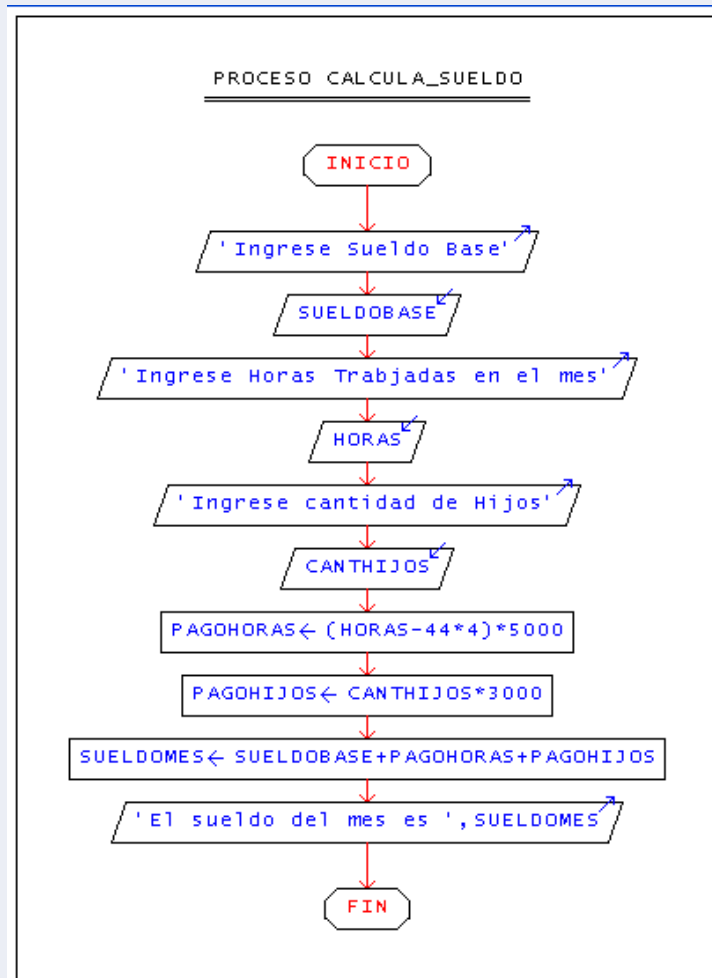 PROCESO CALCULA_SUELDO
INICIO
'Ingrese Sueldo Base'
SUELDOBASE
'Ingrese Horas Trabjadas en el mes'
HORAS
'Ingrese cantidad de Hijos'
CANTHIJOS
PAGOHORAS← (HORAS-44*4)*5000
PAGOHIJOS← CANTHIJOS*3000
SUELDOMES← SUELDOBASE+PAGOHORAS+PAGOHIJOS
'El sueldo del mes es ',SUELDOMES
FIN